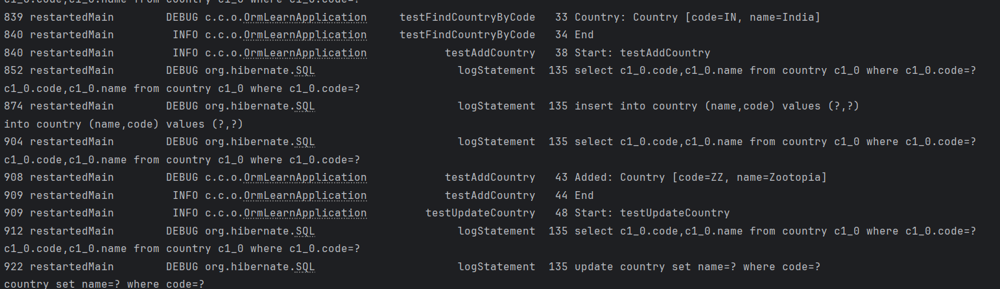 c1_0.code,c1_0.name from country c1_0 where c1_0.code=?
839 restartedMain DEBUG c.c.o.OrmLearnApplication testFindCountryByCode 33 Country: Country [code=IN, name=India]
840 restartedMain INFO c.c.o.OrmLearnApplication testFindCountryByCode 34 End
840 restartedMain INFO c.c.o.OrmLearnApplication testAddCountry 38 Start: testAddCountry
852 restartedMain DEBUG org.hibernate.SQL logStatement 135 select c1_0.code,c1_0.name from country c1_0 where c1_0.code=?
c1_0.code,c1_0.name from country c1_0 where c1_0.code=?
874 restartedMain DEBUG org.hibernate.SQL logStatement 135 insert into country (name,code) values (?,?)
into country (name,code) values (?,?)
904 restartedMain DEBUG org.hibernate.SQL logStatement 135 select c1_0.code,c1_0.name from country c1_0 where c1_0.code=?
c1_0.code,c1_0.name from country c1_0 where c1_0.code=?
908 restartedMain DEBUG c.c.o.OrmLearnApplication testAddCountry 43 Added: Country [code=ZZ, name=Zootopia]
909 restartedMain INFO c.c.o.OrmLearnApplication testAddCountry 44 End
909 restartedMain INFO c.c.o.OrmLearnApplication testUpdateCountry 48 Start: testUpdateCountry
912 restartedMain DEBUG org.hibernate.SQL logStatement 135 select c1_0.code,c1_0.name from country c1_0 where c1_0.code=?
c1_0.code,c1_0.name from country c1_0 where c1_0.code=?
922 restartedMain DEBUG org.hibernate.SQL logStatement 135 update country set name=? where code=?
country set name=? where code=?